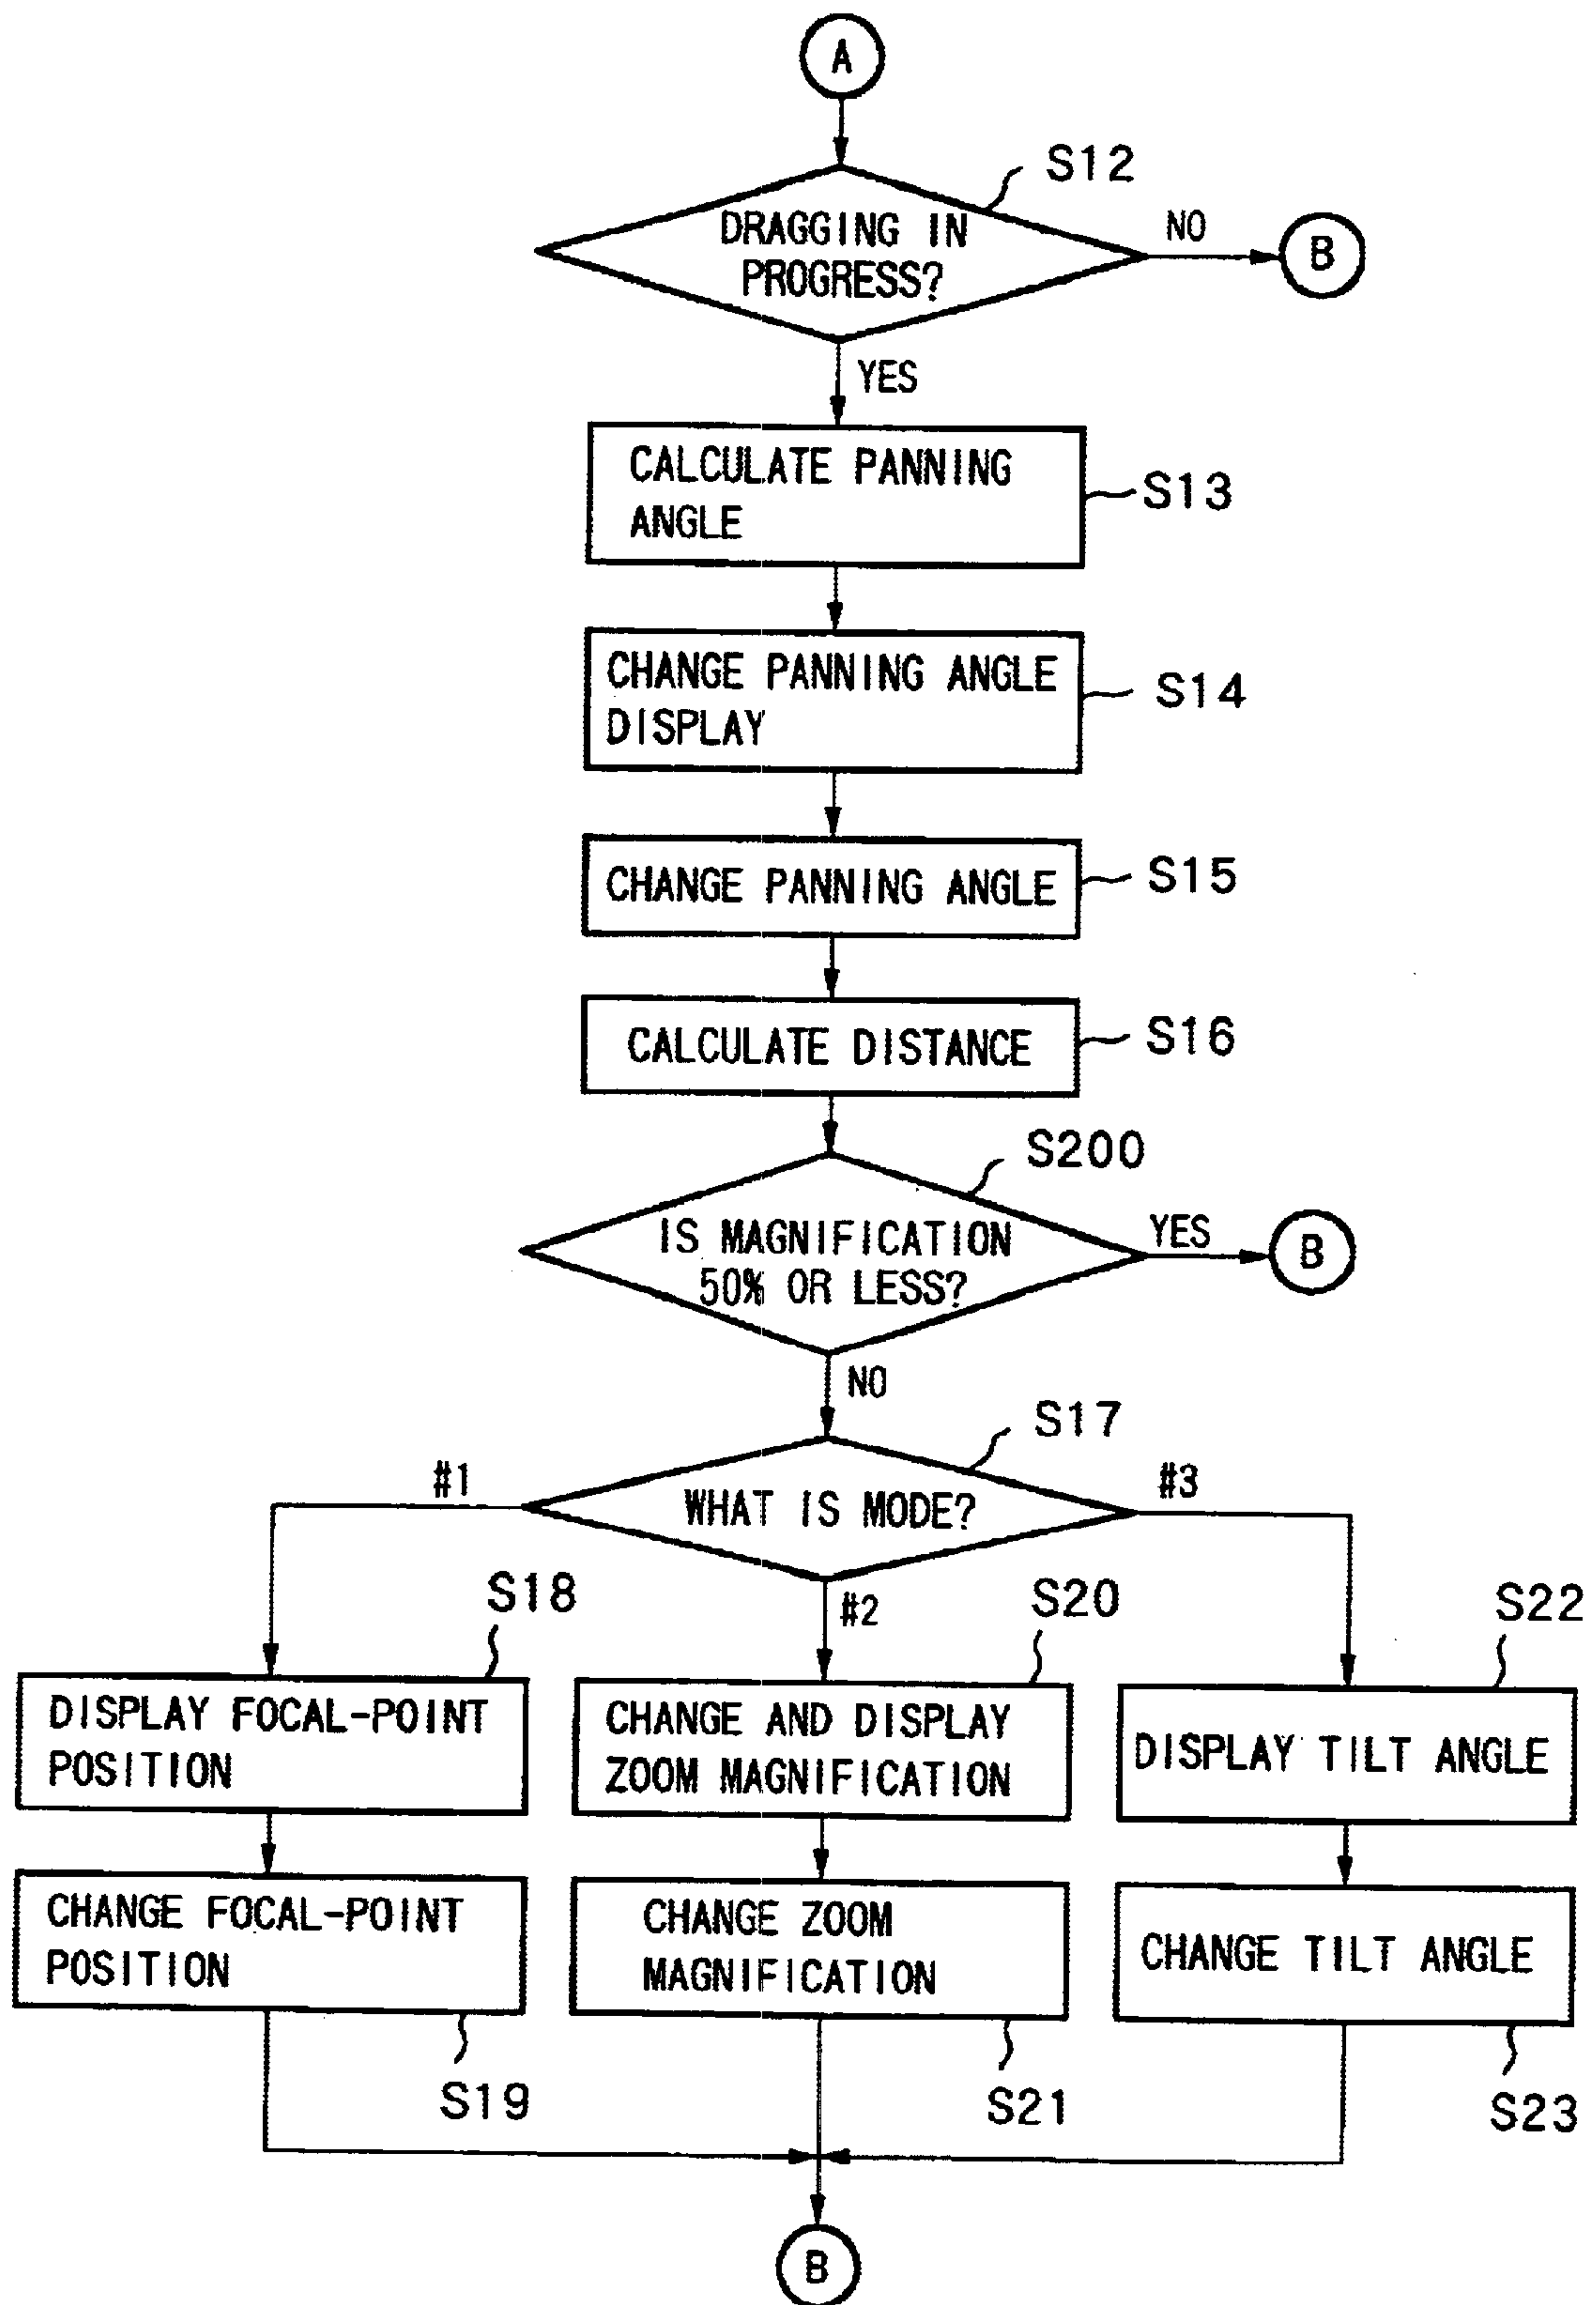 A
S12
DRAGGING IN
PROGRESS?
NO
B
YES
CALCULATE PANNING
ANGLE
S13
CHANGE PANNING ANGLE
DISPLAY
S14
CHANGE PANNING ANGLE
S15
CALCULATE DISTANCE
S16
S200
IS MAGNIFICATION
50% OR LESS?
YES
B
NO
S17
WHAT IS MODE?
#1
#2
#3
S18
DISPLAY FOCAL-POINT
POSITION
CHANGE FOCAL-POINT
POSITION
S19
S20
CHANGE AND DISPLAY
ZOOM MAGNIFICATION
CHANGE ZOOM
MAGNIFICATION
S21
S22
DISPLAY TILT ANGLE
CHANGE TILT ANGLE
S23
B